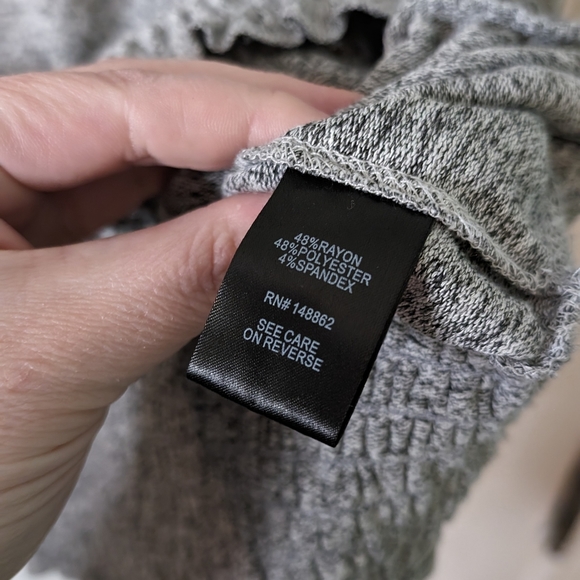 48%RAYON
48%POLYESTER
4%SPANDEX
RN# 148862
SEE CARE
ON REVERSE